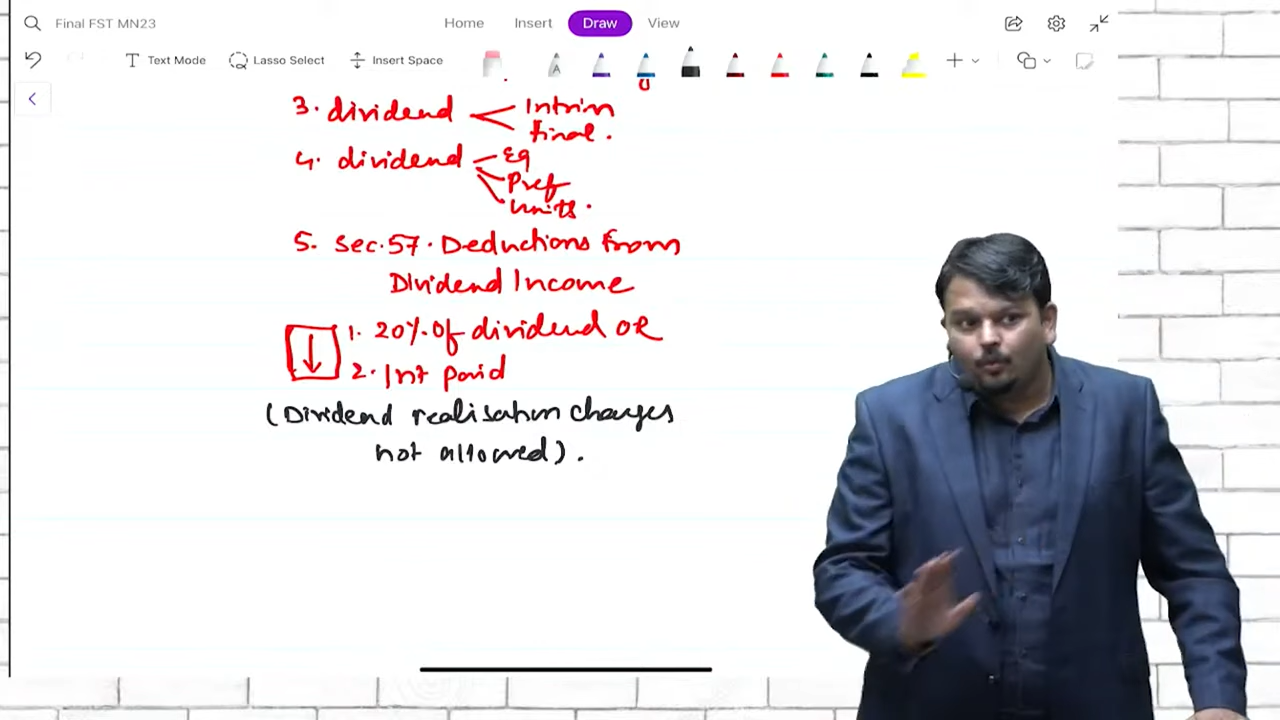 Final FST MN23
Home Insert Draw View
Text Mode Lasso Select Insert Space
A
3. dividend Intrim
final.
4. dividend Eq
Pref
Units.
5. Sec. 57. Deductions from
Dividend Income
1. 20% of dividend OR
2. Int paid
(Dividend realisation charges
not allowed).